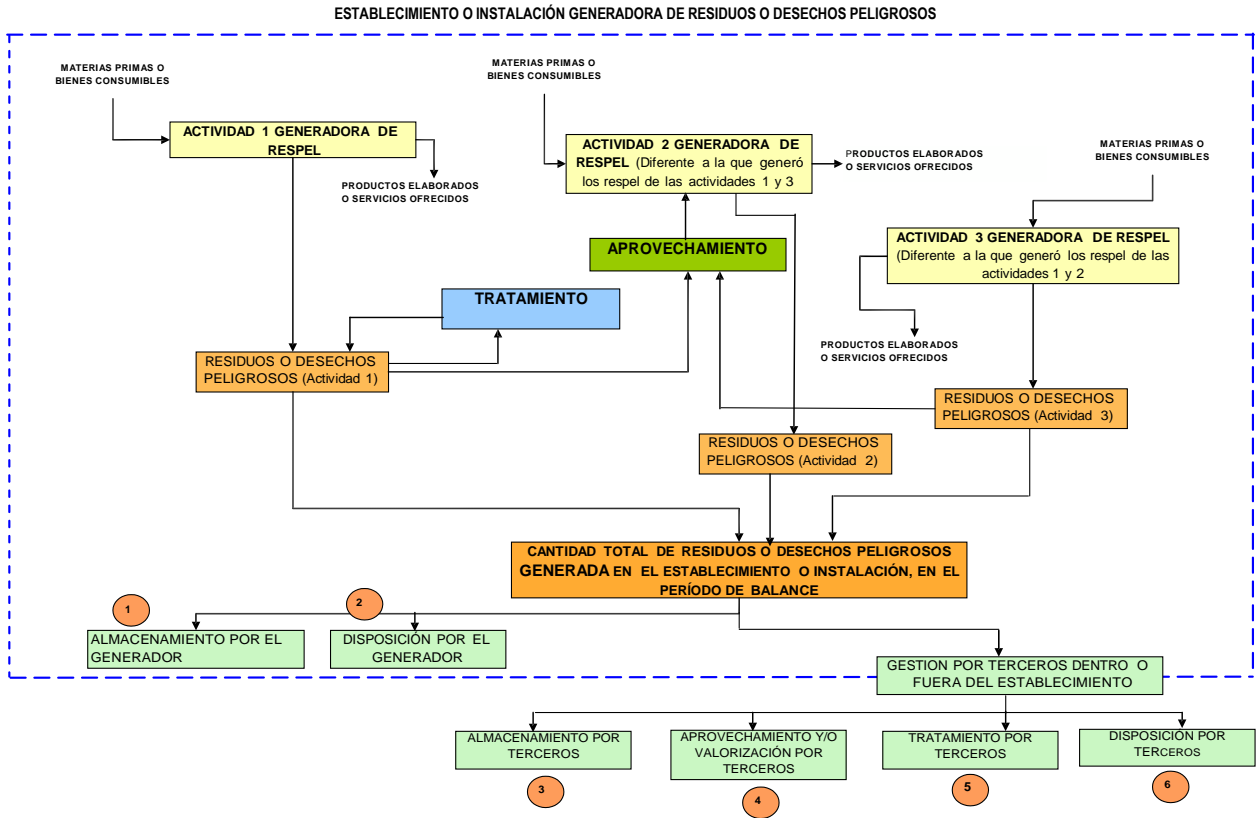 ESTABLECIMIENTO O INSTALACIÓN GENERADORA DE RESIDUOS O DESECHOS PELIGROSOS
MATERIAS PRIMAS O
BIENES CONSUMIBLES
ACTIVIDAD 1 GENERADORA DE
RESPEL
PRODUCTOS ELABORADOS
O SERVICIOS OFRECIDOS
MATERIAS PRIMAS O
BIENES CONSUMIBLES
ACTIVIDAD 2 GENERADORA DE
RESPEL (Diferente a la que generó
los respel de las actividades 1 y 3
PRODUCTOS ELABORADOS
O SERVICIOS OFRECIDOS
MATERIAS PRIMAS O
BIENES CONSUMIBLES
ACTIVIDAD 3 GENERADORA DE RESPEL
(Diferente a la que generó los respel de las
actividades 1 y 2
PRODUCTOS ELABORADOS
O SERVICIOS OFRECIDOS
APROVECHAMIENTO
TRATAMIENTO
RESIDUOS O DESECHOS
PELIGROSOS (Actividad 1)
RESIDUOS O DESECHOS
PELIGROSOS (Actividad 3)
RESIDUOS O DESECHOS
PELIGROSOS (Actividad 2)
CANTIDAD TOTAL DE RESIDUOS O DESECHOS PELIGROSOS
GENERADA EN EL ESTABLECIMIENTO O INSTALACIÓN, EN EL
PERÍODO DE BALANCE
1
ALMACENAMIENTO POR EL
GENERADOR
2
DISPOSICIÓN POR EL
GENERADOR
GESTION POR TERCEROS DENTRO O
FUERA DEL ESTABLECIMIENTO
ALMACENAMIENTO POR
TERCEROS
3
APROVECHAMIENTO Y/O
VALORIZACIÓN POR
TERCEROS
4
TRATAMIENTO POR
TERCEROS
5
DISPOSICIÓN POR
TERCEROS
6